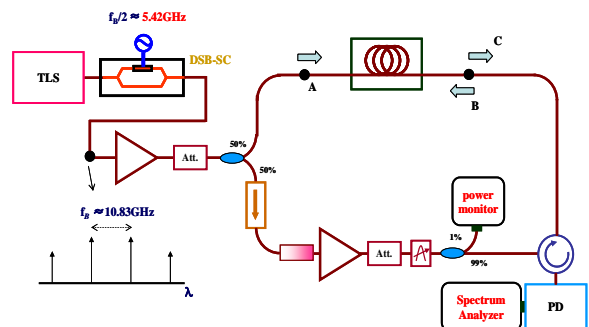 f_B/2 ≈ 5.42GHz
DSB-SC
TLS
A
C
B
50%
50%
Att.
f_B ≈ 10.83GHz
λ
Att.
A
1%
99%
power
monitor
Spectrum
Analyzer
PD